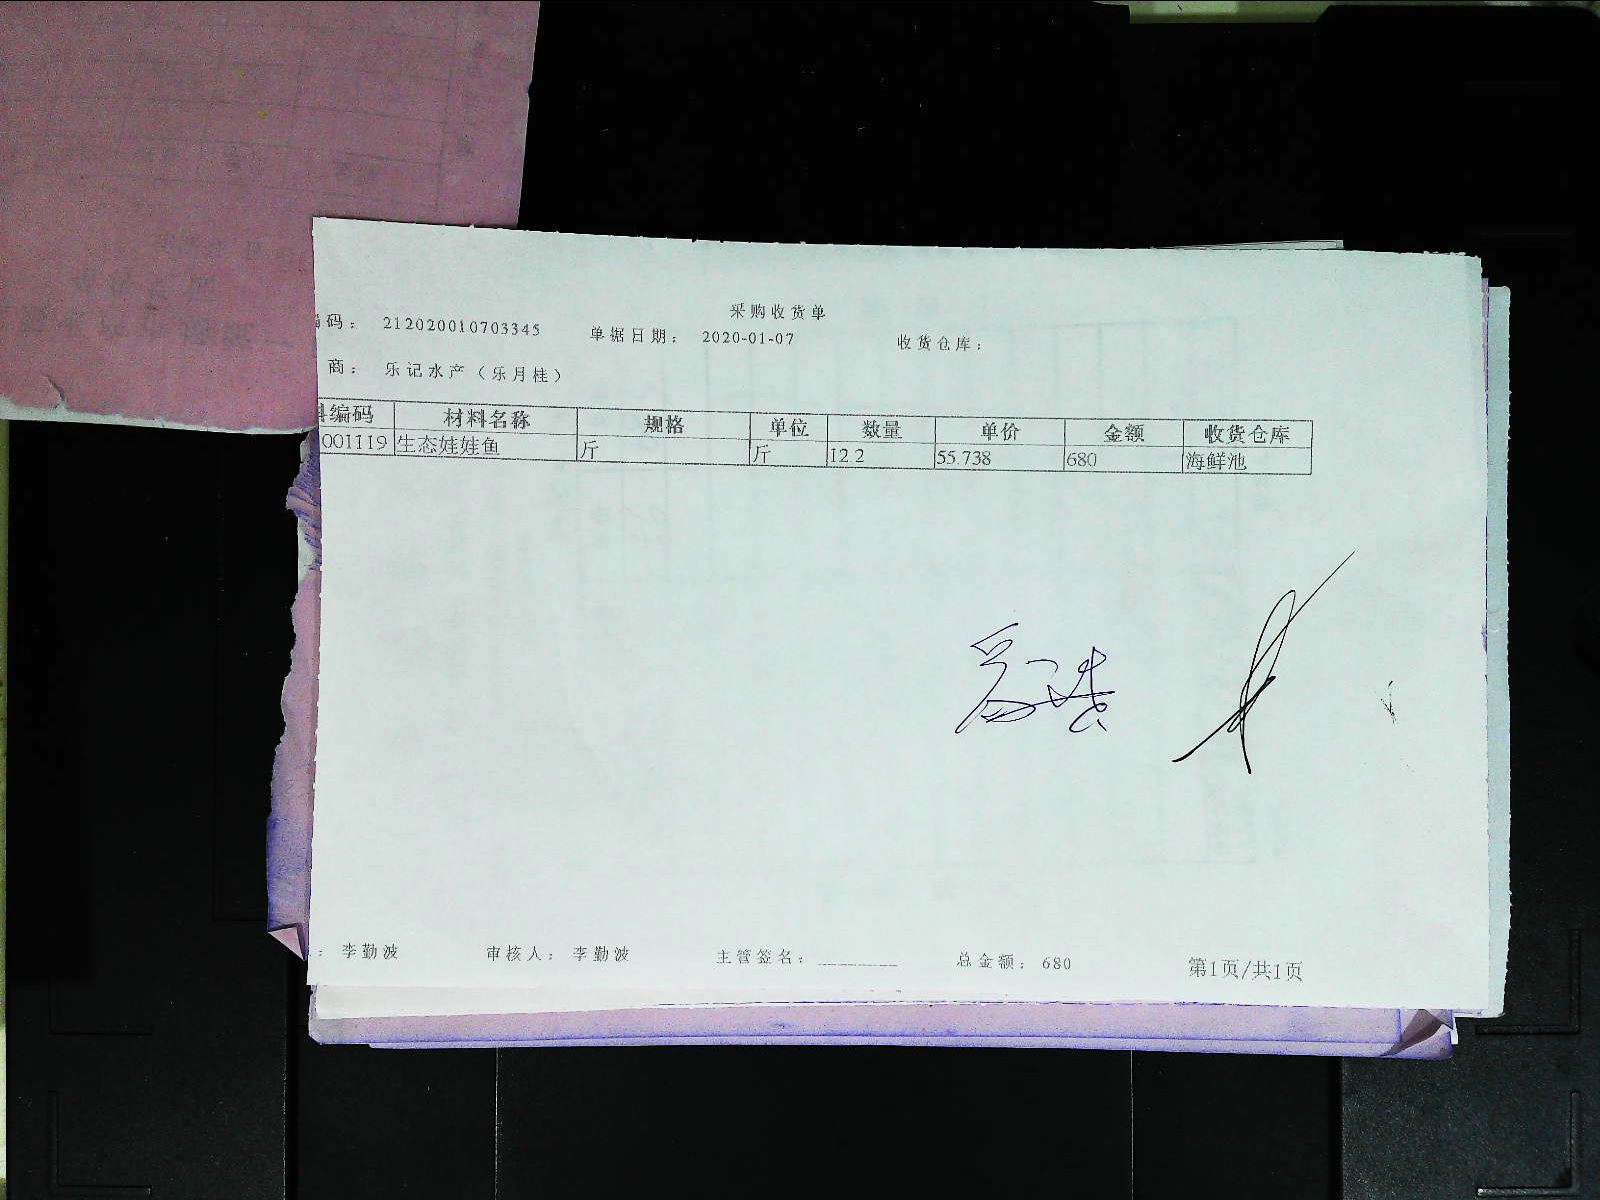 采购收货单
编码： 212020010703345 单据日期： 2020-01-07 收货仓库：
商： 乐记水产（乐月桂）
料编码 材料名称 规格 单位 数量 单价 金额 收货仓库
001119 生态娃娃鱼 斤 斤 12.2 55.738 680 海鲜池
：李勤波 审核人：李勤波 主管签名：________ 总金额：680 第1页/共1页